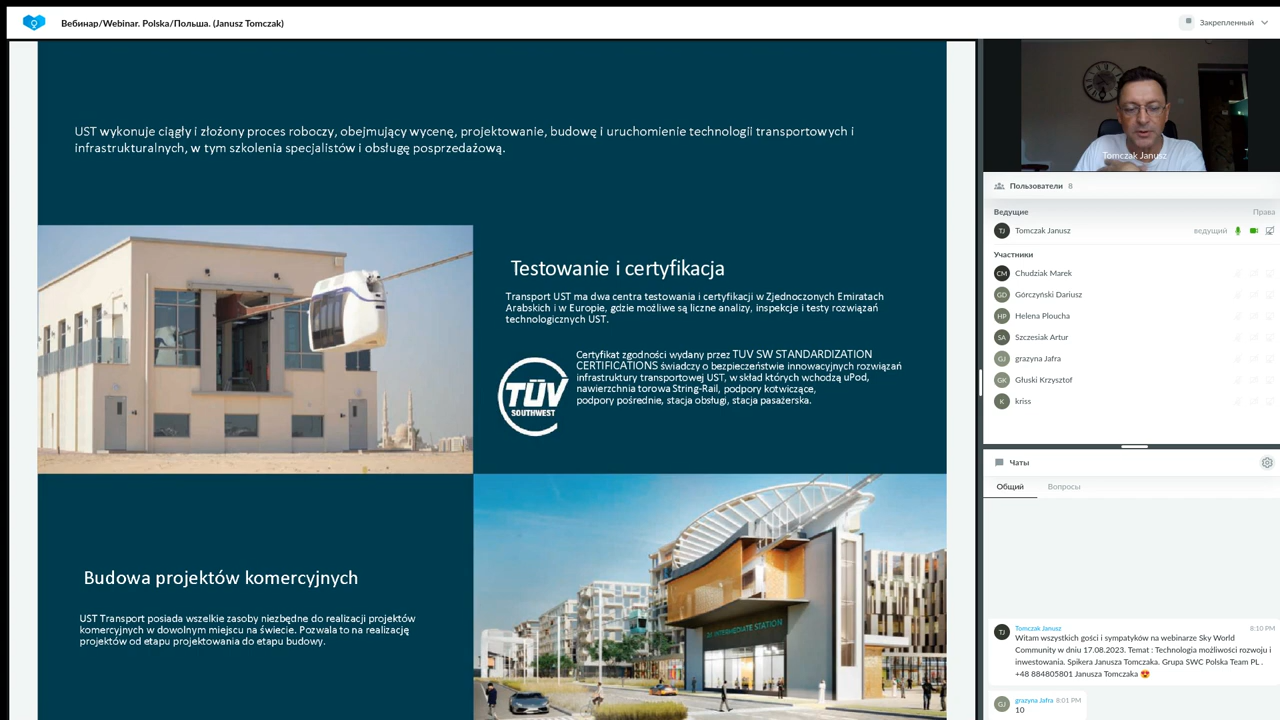 Вебинар/Webinar. Polska/Польша. (Janusz Tomczak)
Закрепленный
UST wykonuje ciągły i złożony proces roboczy, obejmujący wycenę, projektowanie, budowę i uruchomienie technologii transportowych i
infrastrukturalnych, w tym szkolenia specjalistów i obsługę posprzedażową.
Testowanie i certyfikacja
Transport UST ma dwa centra testowania i certyfikacji w Zjednoczonych Emiratach
Arabskich i w Europie, gdzie możliwe są liczne analizy, inspekcje i testy rozwiązań
technologicznych UST.
TÜV
SOUTHWEST
Certyfikat zgodności wydany przez TUV SW STANDARDIZATION
CERTIFICATIONS świadczy o bezpieczeństwie innowacyjnych rozwiązań
infrastruktury transportowej UST, w skład których wchodzą uPod,
nawierzchnia torowa String-Rail, podpory kotwiczące,
podpory pośrednie, stacja obsługi, stacja pasażerska.
Budowa projektów komercyjnych
UST Transport posiada wszelkie zasoby niezbędne do realizacji projektów
komercyjnych w dowolnym miejscu na świecie. Pozwala to na realizację
projektów od etapu projektowania do etapu budowy.
INTERMEDIATE STATION
Tomczak Janusz
Пользователи 8
Ведущие Права
TJ Tomczak Janusz ведущий
Участники
CM Chudziak Marek
GD Górczyński Dariusz
HP Helena Ploucha
SA Szczesiak Artur
GJ grazyna Jafra
GK Głuski Krzysztof
K kriss
Чаты
Общий Вопросы
TJ Tomczak Janusz 8:10 PM
Witam wszystkich gości i sympatyków na webinarze Sky World
Community w dniu 17.08.2023. Temat : Technologia możliwości rozwoju i
inwestowania. Spikera Janusza Tomczaka. Grupa SWC Polska Team PL .
+48 884805801 Janusza Tomczaka 😍
GJ grazyna Jafra 8:01 PM
10